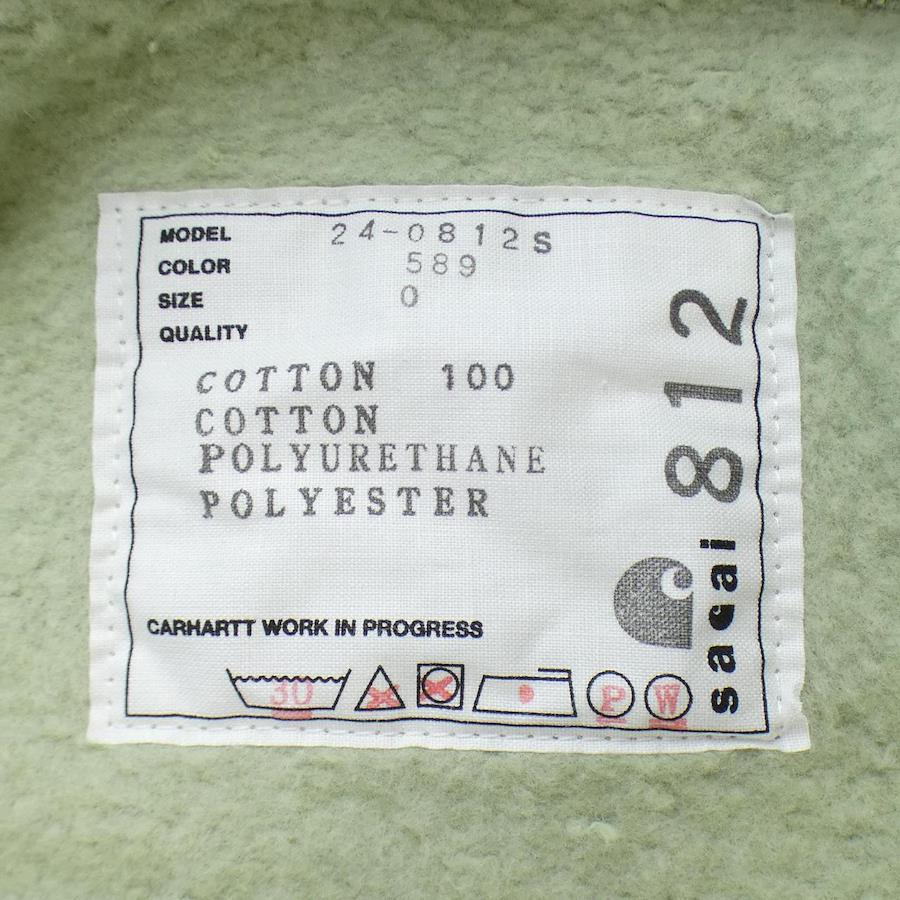 MODEL 24-0812S
COLOR 589
SIZE 0
QUALITY
COTTON 100
COTTON
POLYURETHANE
POLYESTER
CARHARTT WORK IN PROGRESS
30
P
W
sacai 812